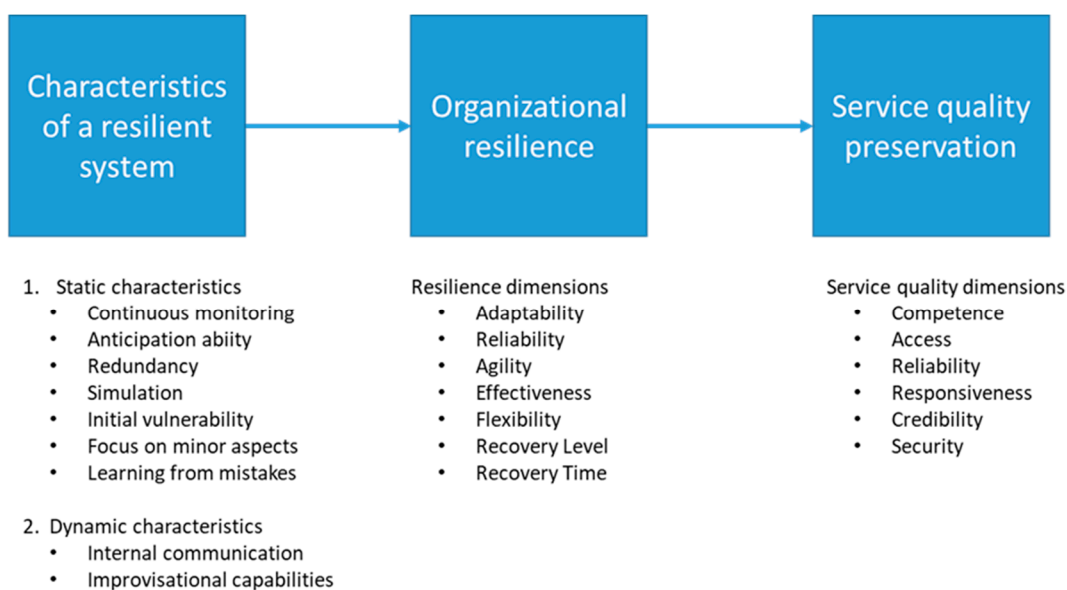 Characteristics
of a resilient
system
Organizational
resilience
Service quality
preservation
1. Static characteristics
• Continuous monitoring
• Anticipation abiity
• Redundancy
• Simulation
• Initial vulnerability
• Focus on minor aspects
• Learning from mistakes
2. Dynamic characteristics
• Internal communication
• Improvisational capabilities
Resilience dimensions
• Adaptability
• Reliability
• Agility
• Effectiveness
• Flexibility
• Recovery Level
• Recovery Time
Service quality dimensions
• Competence
• Access
• Reliability
• Responsiveness
• Credibility
• Security